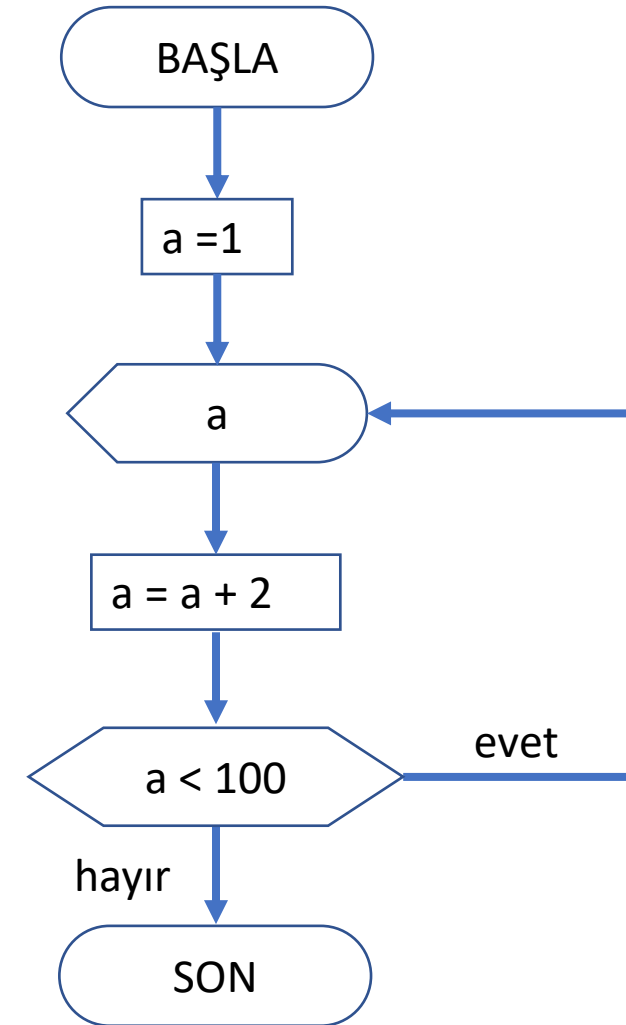 BAŞLA
a =1
a
a = a + 2
a < 100
evet
hayır
SON